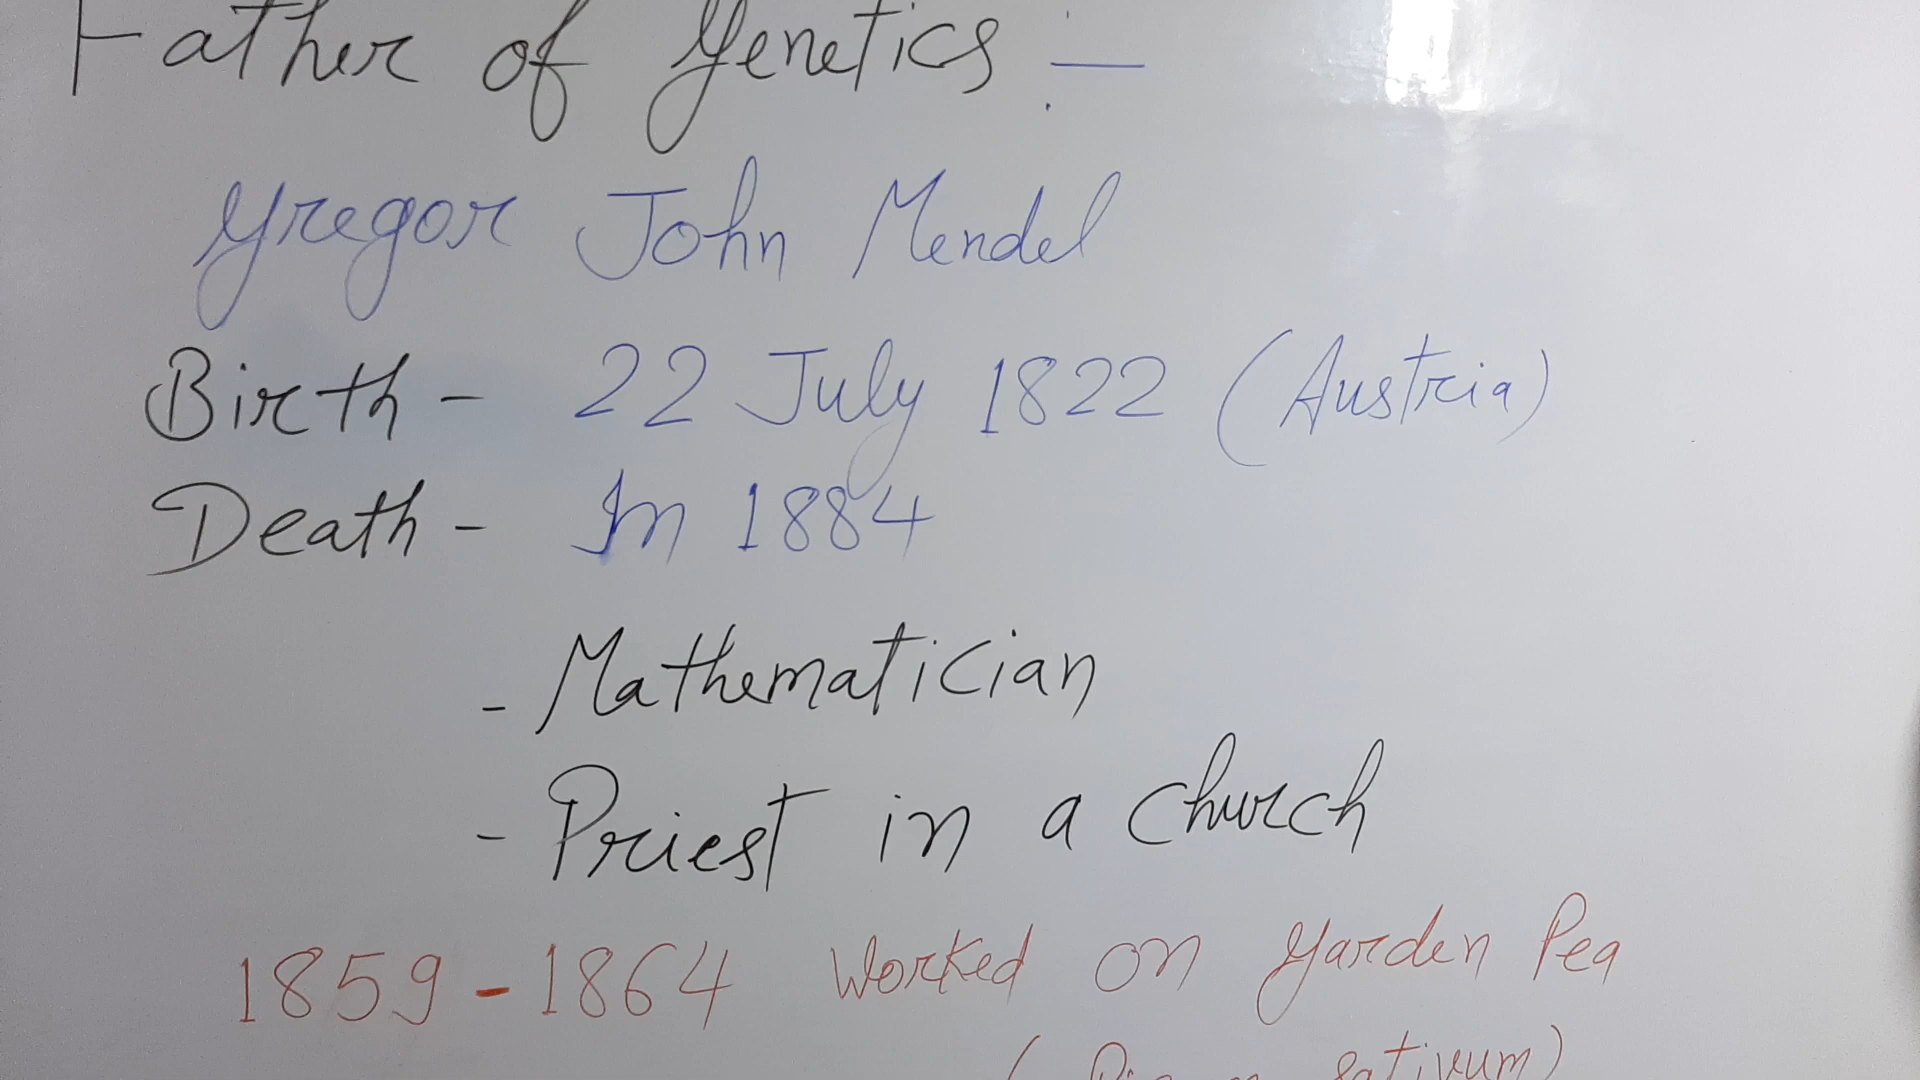 Father of Genetics :-
Gregor John Mendel
Birth - 22 July 1822 (Austria)
Death - In 1884
- Mathematician
- Priest in a church
1859 - 1864 Worked on Garden Pea
( sativum)